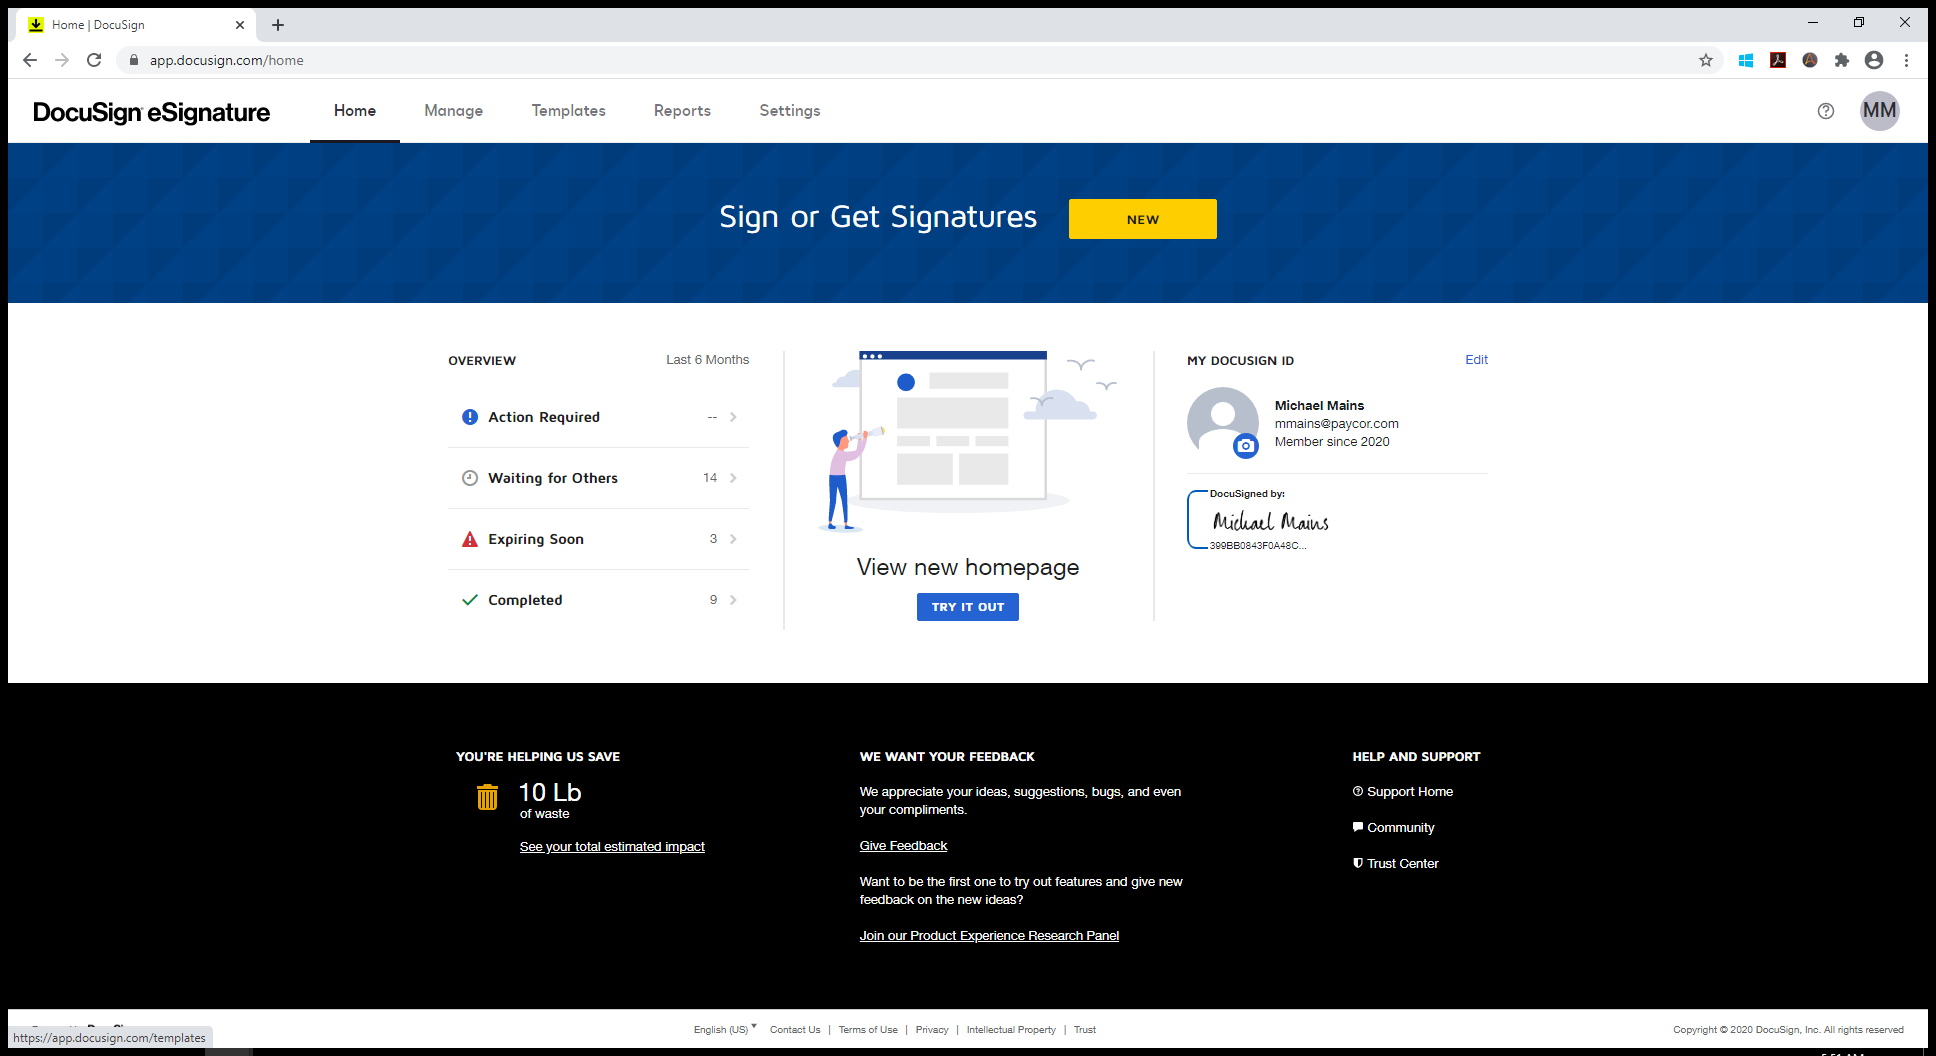 Home | DocuSign
app.docusign.com/home
DocuSign eSignature
Home
Manage
Templates
Reports
Settings
MM
Sign or Get Signatures
NEW
OVERVIEW
Last 6 Months
Action Required
--
Waiting for Others
14
Expiring Soon
3
Completed
9
View new homepage
TRY IT OUT
MY DOCUSIGN ID
Edit
Michael Mains
mmains@paycor.com
Member since 2020
DocuSigned by:
Michael Mains
399BB0843F0A48C...
YOU'RE HELPING US SAVE
10 Lb
of waste
See your total estimated impact
WE WANT YOUR FEEDBACK
We appreciate your ideas, suggestions, bugs, and even
your compliments.
Give Feedback
Want to be the first one to try out features and give new
feedback on the new ideas?
Join our Product Experience Research Panel
HELP AND SUPPORT
Support Home
Community
Trust Center
https://app.docusign.com/templates
English (US)
Contact Us | Terms of Use | Privacy | Intellectual Property | Trust
Copyright © 2020 DocuSign, Inc. All rights reserved